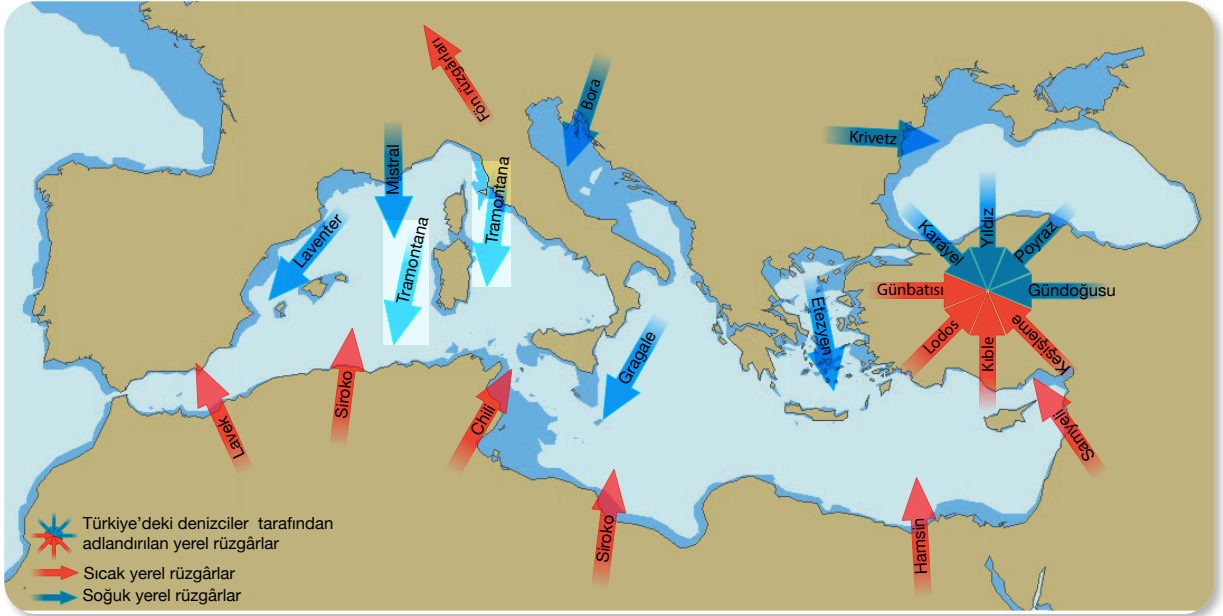 Fön rüzgârları
Bora
Krivetz
Mistral
Tramontana
Laventer
Tramontana
Karayel
Yıldız
Poyraz
Günbatısı
Gündoğusu
Lodos
Kıble
Keşişleme
Etezyen
Gragale
Lavek
Siroko
Chili
Siroko
Hamsin
Samyeli
Türkiye'deki denizciler tarafından
adlandırılan yerel rüzgârlar
Sıcak yerel rüzgârlar
Soğuk yerel rüzgârlar